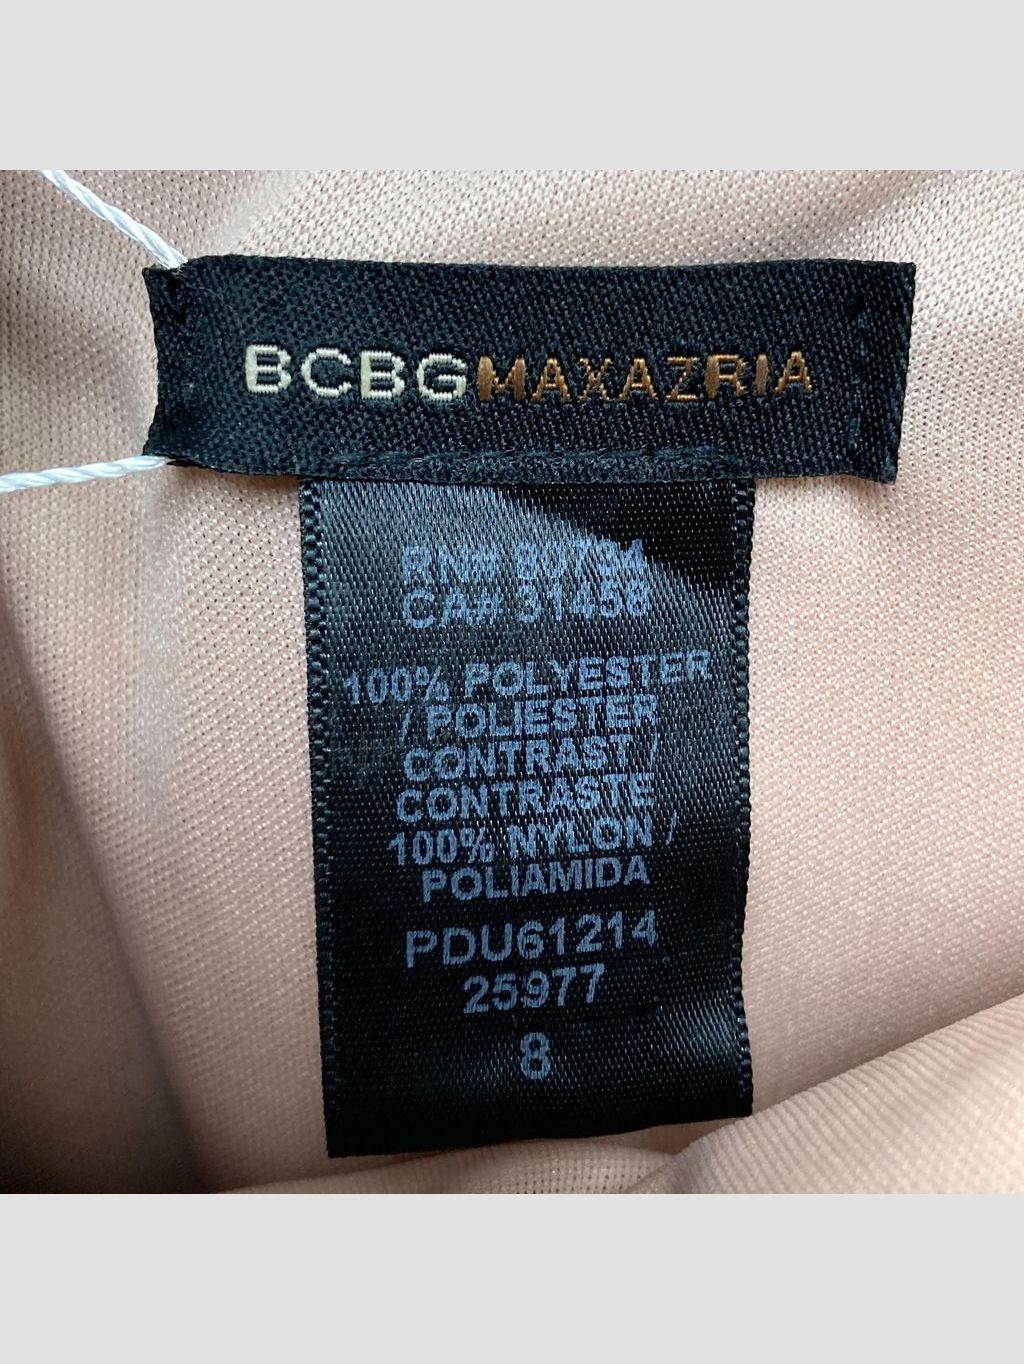 BCBGMAXAZRIA
RN# 80734
CA# 31458
100% POLYESTER
/ POLIESTER
CONTRAST /
CONTRASTE
100% NYLON /
POLIAMIDA
PDU61214
25977
8